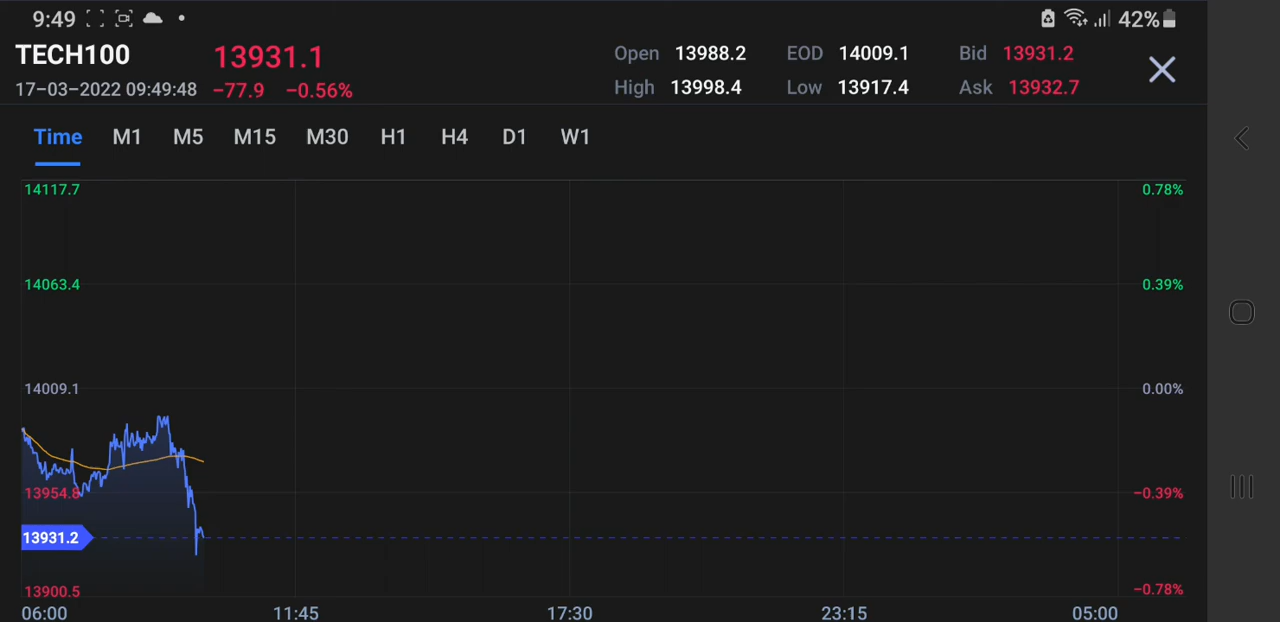 9:49 42%
TECH100 13931.1 Open 13988.2 EOD 14009.1 Bid 13931.2
17-03-2022 09:49:48 -77.9 -0.56% High 13998.4 Low 13917.4 Ask 13932.7
Time M1 M5 M15 M30 H1 H4 D1 W1
14117.7 0.78%
14063.4 0.39%
14009.1 0.00%
13954.8 -0.39%
13931.2
13900.5 -0.78%
06:00 11:45 17:30 23:15 05:00